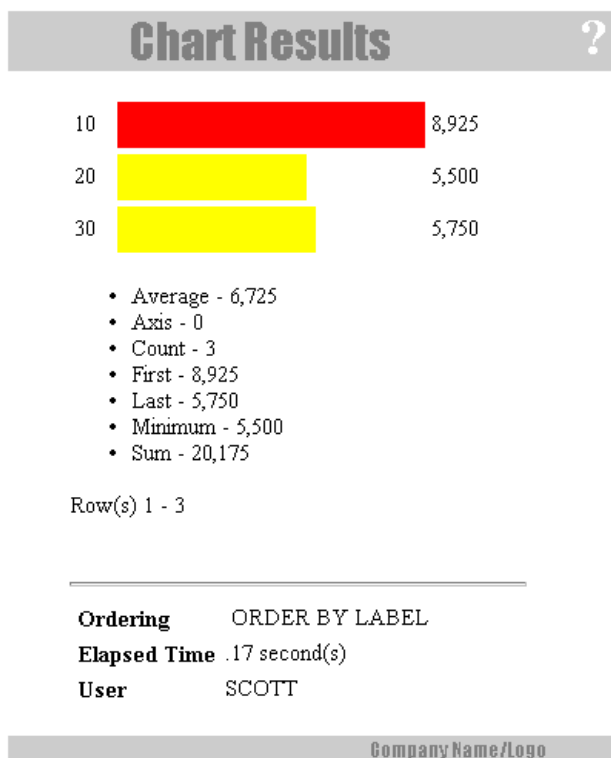 Chart Results ?
10 8,925
20 5,500
30 5,750
• Average - 6,725
• Axis - 0
• Count - 3
• First - 8,925
• Last - 5,750
• Minimum - 5,500
• Sum - 20,175
Row(s) 1 - 3
Ordering ORDER BY LABEL
Elapsed Time .17 second(s)
User SCOTT
Company Name/Logo